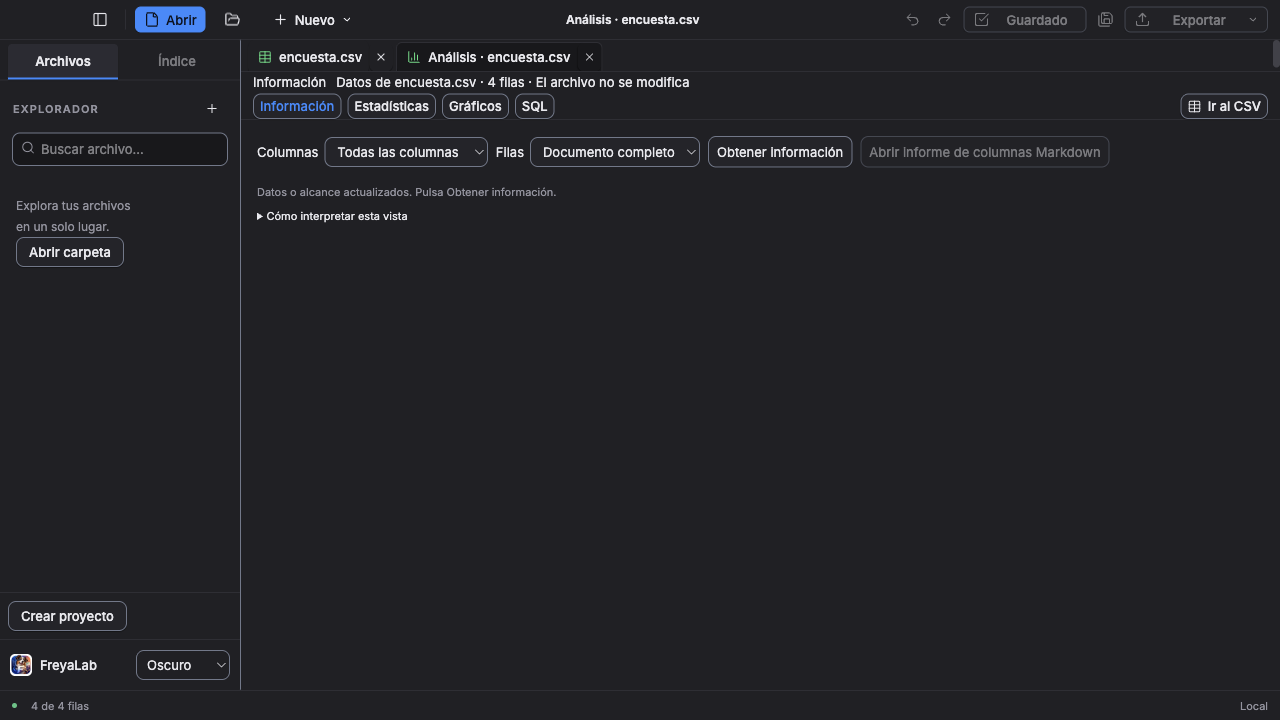 Abrir
Nuevo
Análisis · encuesta.csv
Guardado
Exportar
Archivos
Índice
encuesta.csv
Análisis · encuesta.csv
Información Datos de encuesta.csv · 4 filas · El archivo no se modifica
Información
Estadísticas
Gráficos
SQL
Ir al CSV
EXPLORADOR
Buscar archivo...
Explora tus archivos
en un solo lugar.
Abrir carpeta
Columnas Todas las columnas Filas Documento completo Obtener información Abrir informe de columnas Markdown
Datos o alcance actualizados. Pulsa Obtener información.
Cómo interpretar esta vista
Crear proyecto
FreyaLab
Oscuro
4 de 4 filas
Local